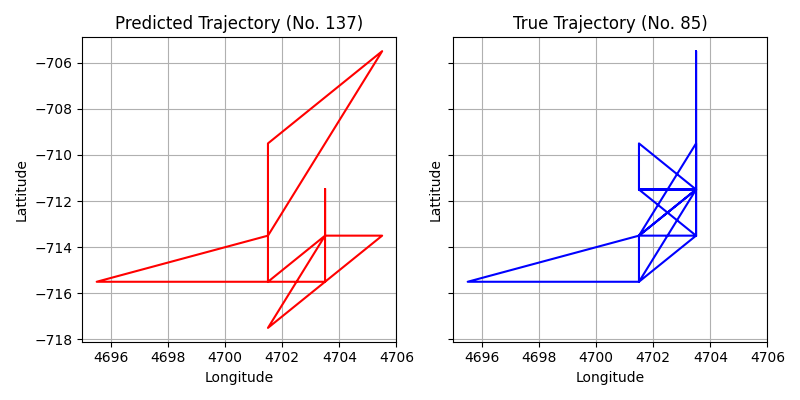 Predicted Trajectory (No. 137)
True Trajectory (No. 85)
Lattitude
−706
−708
−710
−712
−714
−716
−718
4696 4698 4700 4702 4704 4706
Longitude
Lattitude
4696 4698 4700 4702 4704 4706
Longitude